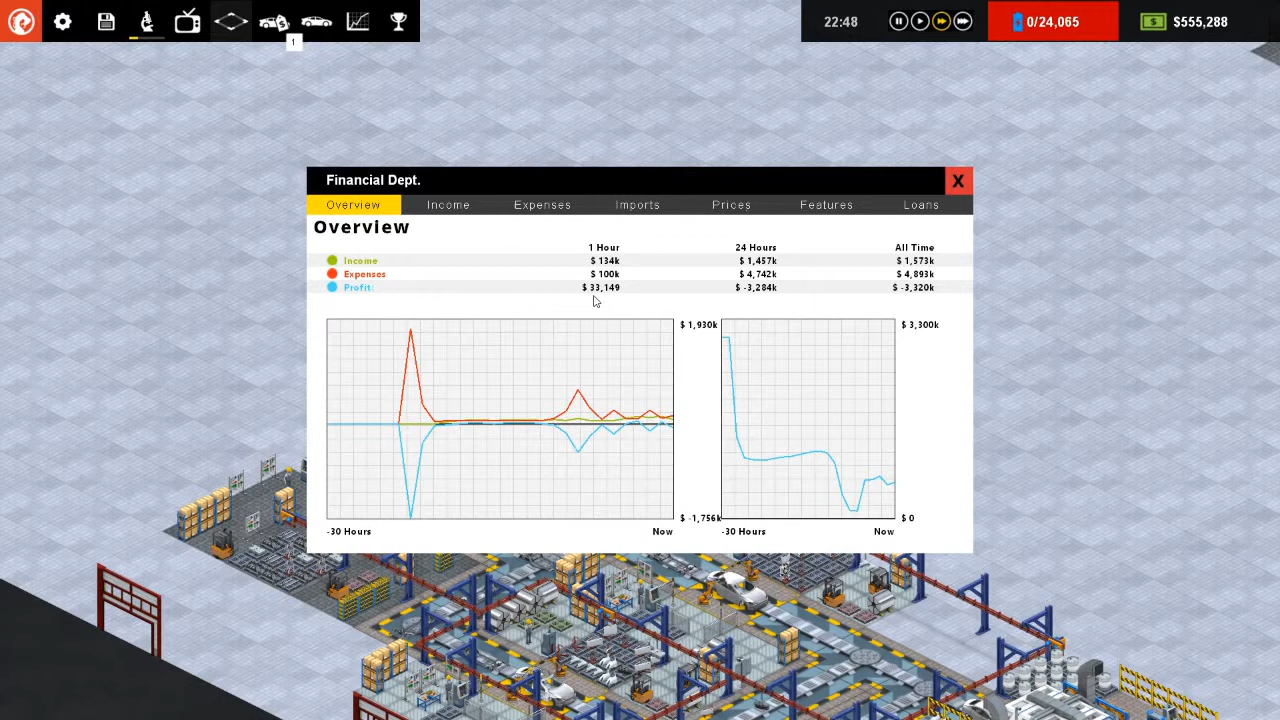 22:48 0/24,065 $ $555,288
1
Financial Dept. X
Overview Income Expenses Imports Prices Features Loans
Overview
1 Hour 24 Hours All Time
Income $ 134k $ 1,457k $ 1,573k
Expenses $ 100k $ 4,742k $ 4,893k
Profit: $ 33,149 $ -3,284k $ -3,320k
$ 1,930k $ 3,300k
$ -1,756k $ 0
-30 Hours Now -30 Hours Now